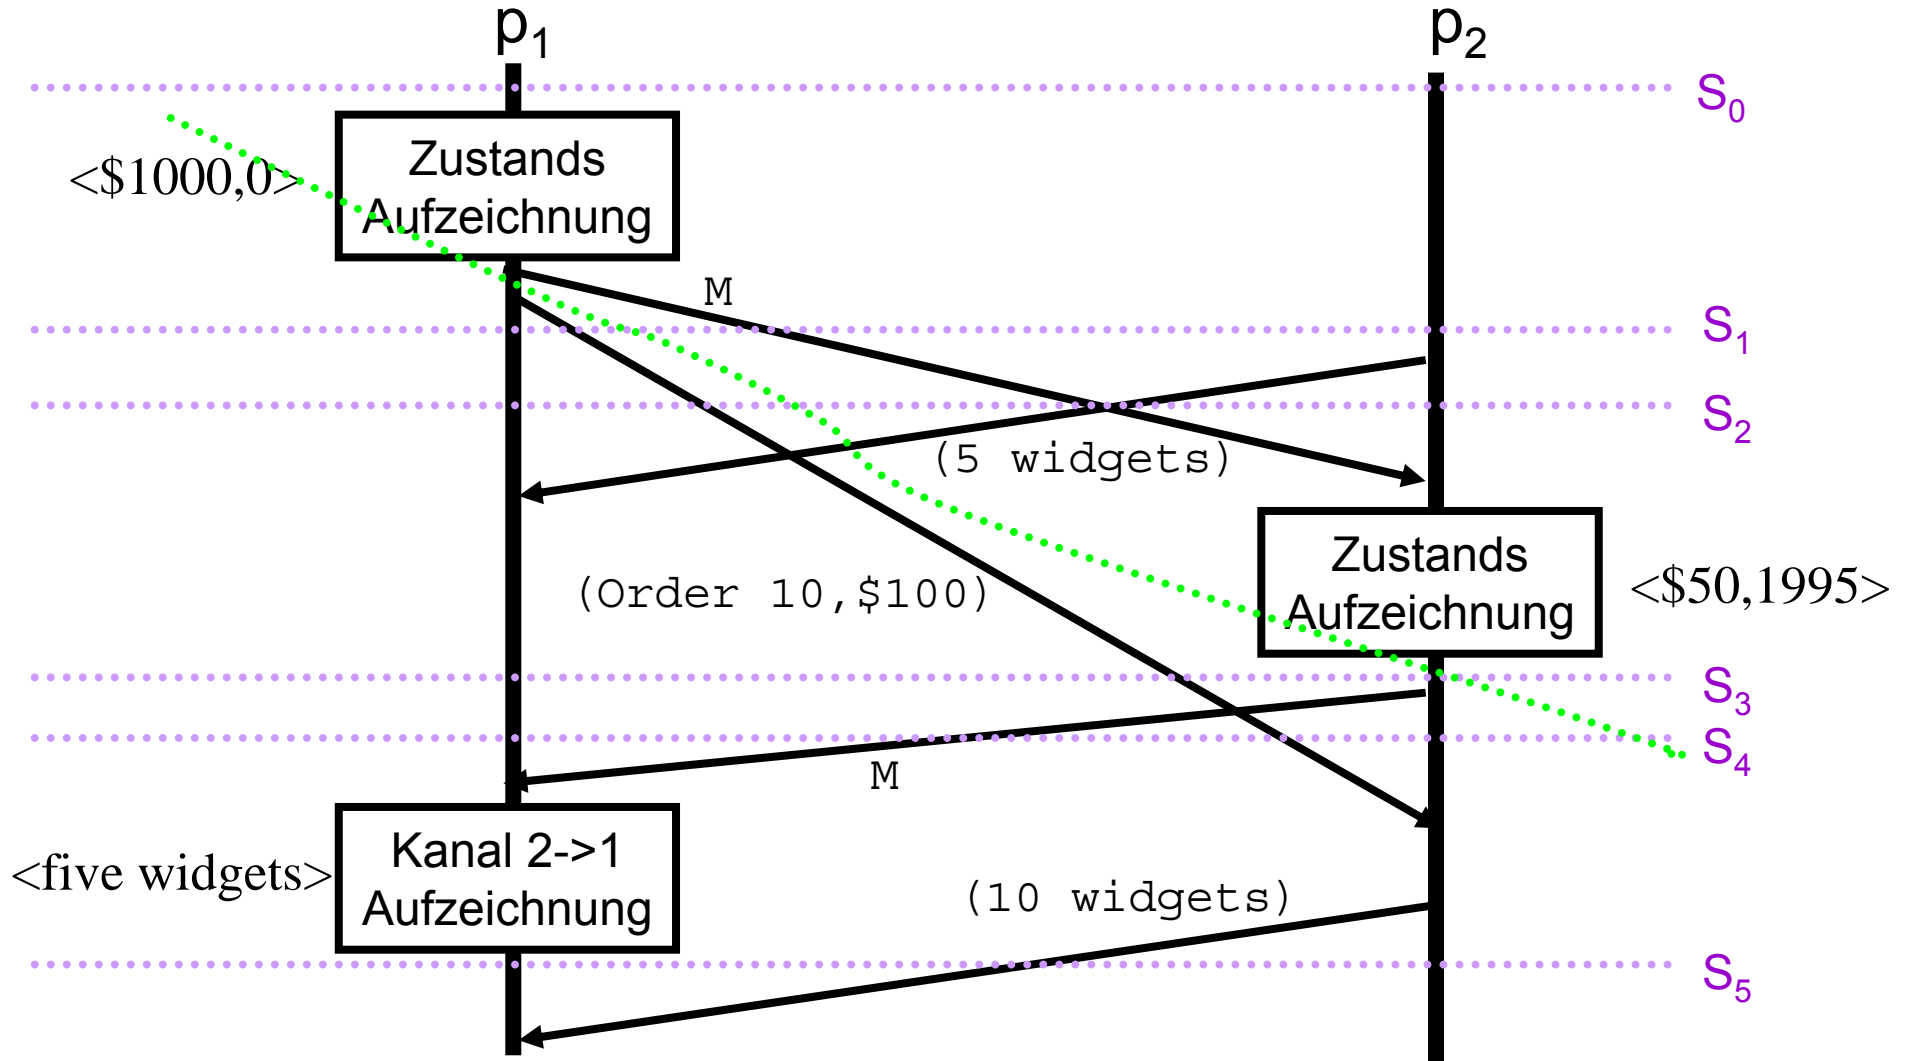 p1
p2
S0
Zustands
Aufzeichnung
<$1000,0>
M
S1
S2
(5 widgets)
Zustands
Aufzeichnung
<$50,1995>
(Order 10,$100)
S3
S4
M
Kanal 2->1
Aufzeichnung
<five widgets>
(10 widgets)
S5